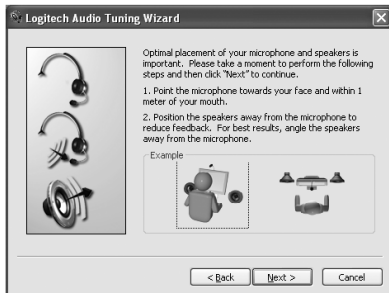 Logitech Audio Tuning Wizard
Optimal placement of your microphone and speakers is
important. Please take a moment to perform the following
steps and then click "Next" to continue.
1. Point the microphone towards your face and within 1
meter of your mouth.
2. Position the speakers away from the microphone to
reduce feedback. For best results, angle the speakers
away from the microphone.
Example
< Back
Next >
Cancel